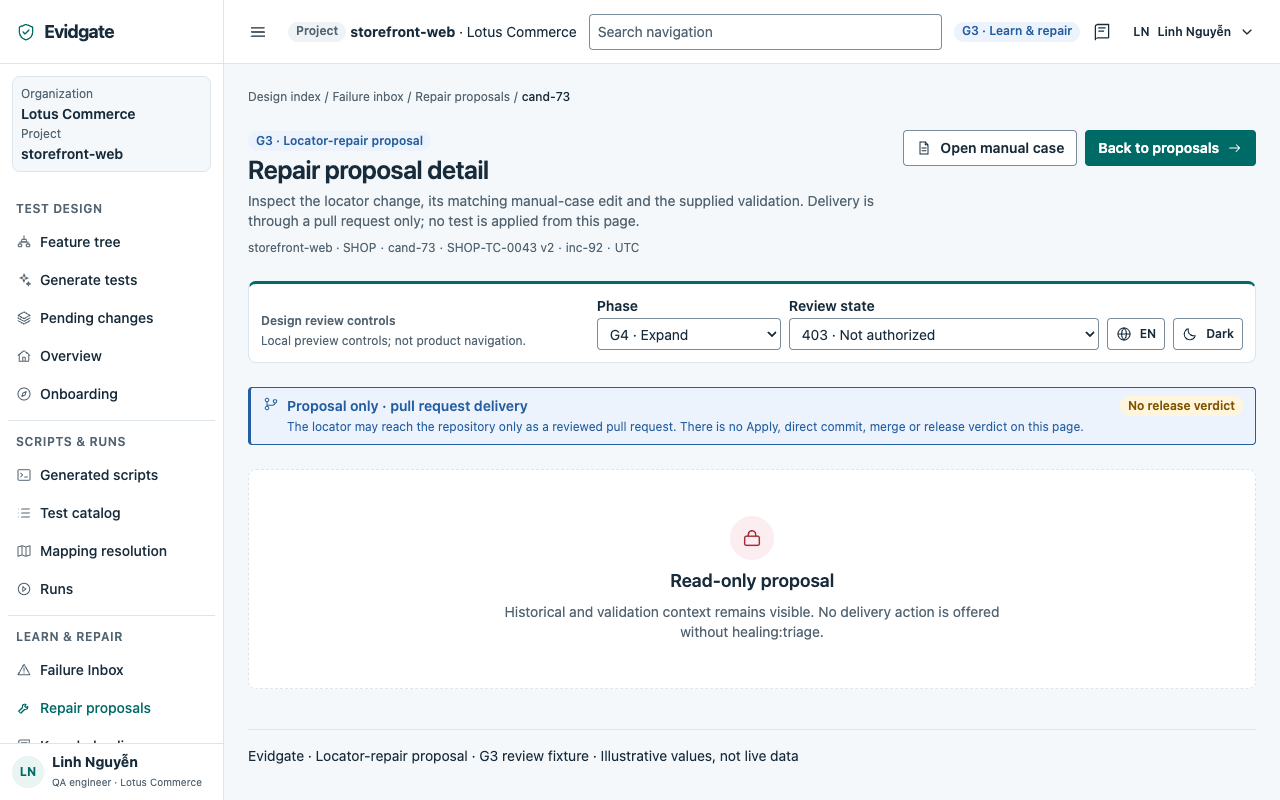 Evidgate
Project storefront-web · Lotus Commerce
Search navigation
G3 · Learn & repair
LN Linh Nguyễn
Organization
Lotus Commerce
Project
storefront-web
TEST DESIGN
Feature tree
Generate tests
Pending changes
Overview
Onboarding
SCRIPTS & RUNS
Generated scripts
Test catalog
Mapping resolution
Runs
LEARN & REPAIR
Failure Inbox
Repair proposals
LN
Linh Nguyễn
QA engineer · Lotus Commerce
Design index / Failure inbox / Repair proposals / cand-73
G3 · Locator-repair proposal
Repair proposal detail
Inspect the locator change, its matching manual-case edit and the supplied validation. Delivery is
through a pull request only; no test is applied from this page.
storefront-web · SHOP · cand-73 · SHOP-TC-0043 v2 · inc-92 · UTC
Open manual case
Back to proposals
Design review controls
Local preview controls; not product navigation.
Phase
G4 · Expand
Review state
403 · Not authorized
EN
Dark
Proposal only · pull request delivery
No release verdict
The locator may reach the repository only as a reviewed pull request. There is no Apply, direct commit, merge or release verdict on this page.
Read-only proposal
Historical and validation context remains visible. No delivery action is offered
without healing:triage.
Evidgate · Locator-repair proposal · G3 review fixture · Illustrative values, not live data